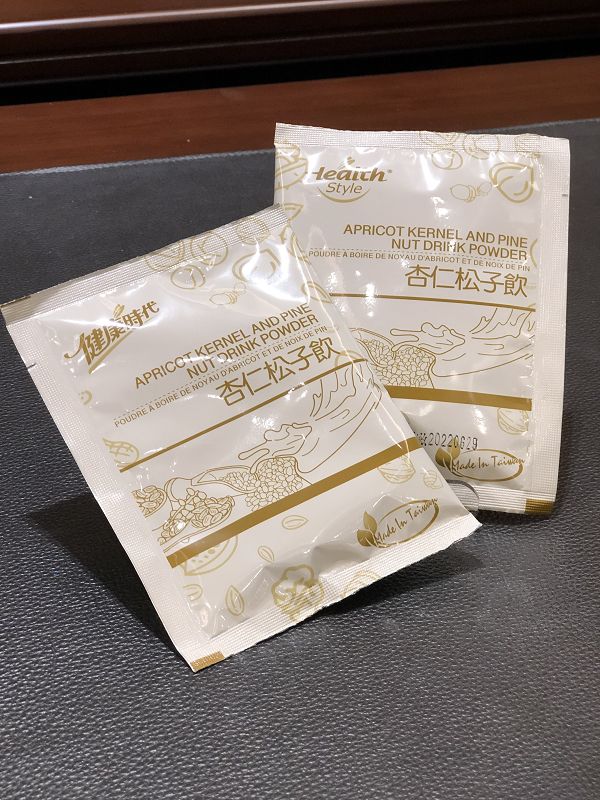 健康時代
APRICOT KERNEL AND PINE
NUT DRINK POWDER
POUDRE À BOIRE DE NOYAU D'ABRICOT ET DE NOIX DE PIN
杏仁松子飲
Made In Taiwan
Health®
Style
APRICOT KERNEL AND PINE
NUT DRINK POWDER
POUDRE À BOIRE DE NOYAU D'ABRICOT ET DE NOIX DE PIN
杏仁松子飲
20220629
Made In Taiwan